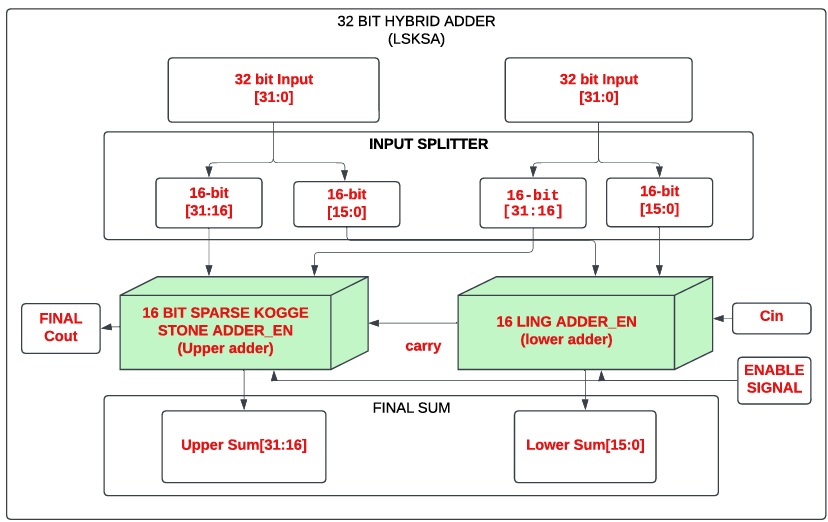 32 BIT HYBRID ADDER
(LSKSA)
32 bit Input
[31:0]
32 bit Input
[31:0]
INPUT SPLITTER
16-bit
[31:16]
16-bit
[15:0]
16-bit
[31:16]
16-bit
[15:0]
16 BIT SPARSE KOGGE
STONE ADDER_EN
(Upper adder)
16 LING ADDER_EN
(lower adder)
FINAL
Cout
carry
Cin
ENABLE
SIGNAL
FINAL SUM
Upper Sum[31:16]
Lower Sum[15:0]